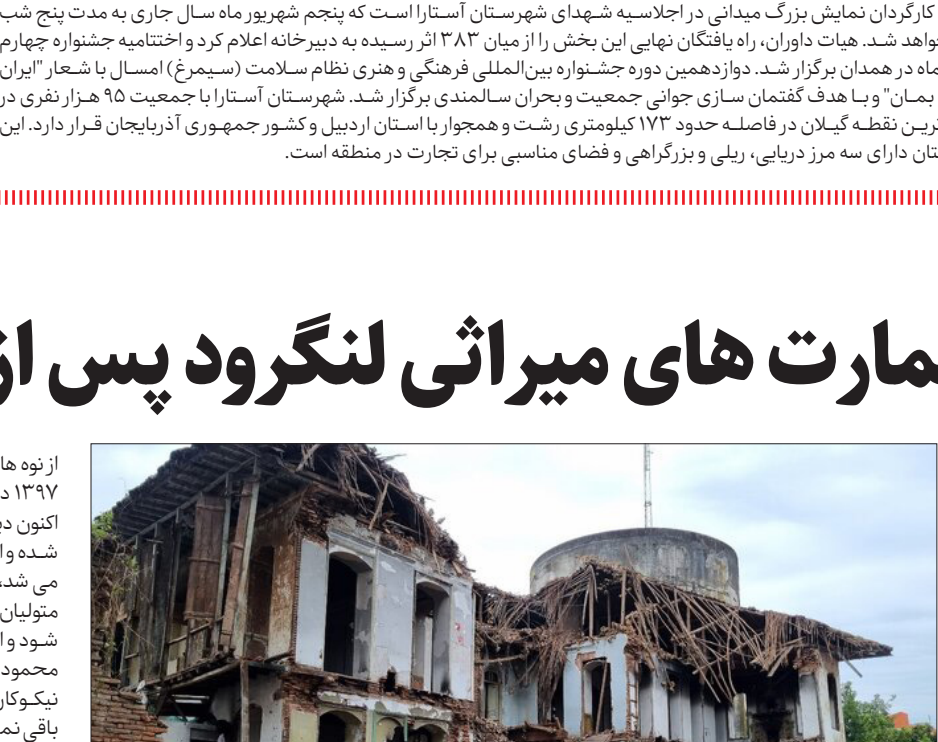 کارگردان نمایش بزرگ میدانی در اجلاسیه شهدای شهرستان آستارا است که پنجم شهریور ماه سال جاری به مدت پنج شب
خواهد شد. هیات داوران، راه یافتگان نهایی این بخش را از میان ۳۸۳ اثر رسیده به دبیرخانه اعلام کرد و اختتامیه جشنواره چهارم
ماه در همدان برگزار شد. دوازدهمین دوره جشنواره بین‌المللی فرهنگی و هنری نظام سلامت (سیمرغ) امسال با شعار "ایران
بمان" و با هدف گفتمان سازی جوانی جمعیت و بحران سالمندی برگزار شد. شهرستان آستارا با جمعیت ۹۵ هزار نفری در
ترین نقطه گیلان در فاصله حدود ۱۷۳ کیلومتری رشت و همجوار با استان اردبیل و کشور جمهوری آذربایجان قرار دارد. این
تان دارای سه مرز دریایی، ریلی و بزرگراهی و فضای مناسبی برای تجارت در منطقه است.
مارت های میراثی لنگرود پس از
از نوه ها
۱۳۹۷ د
اکنون دی
شده و ا
می شد،
متولیان
شود و ا
محمود
نیکوکار
باقی نم